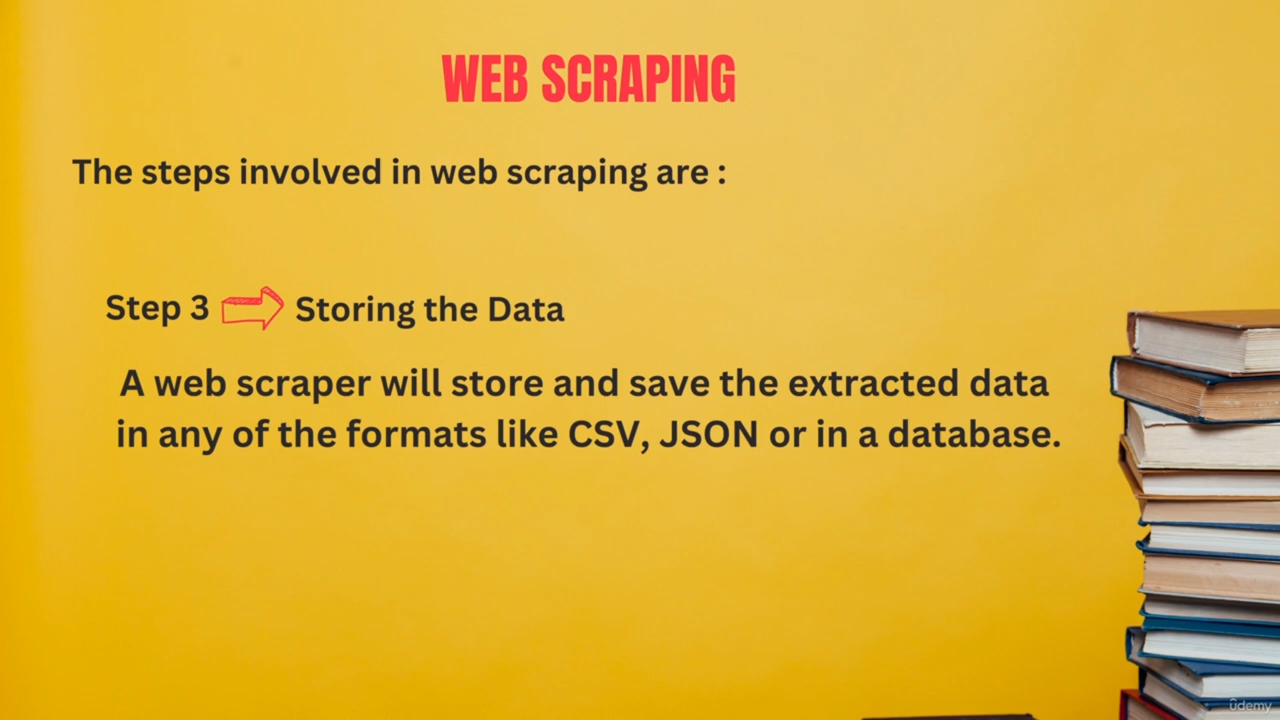 WEB SCRAPING
The steps involved in web scraping are :
Step 3 Storing the Data
A web scraper will store and save the extracted data
in any of the formats like CSV, JSON or in a database.
udemy